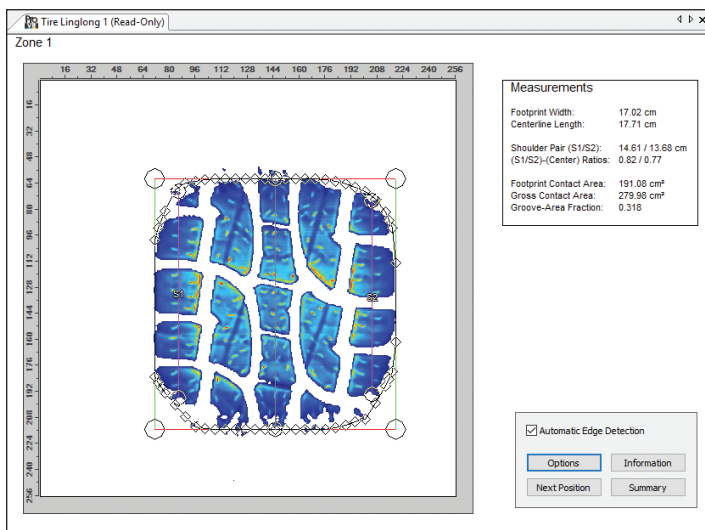 Tire Linglong 1 (Read-Only)
Zone 1
16 32 48 64 80 96 112 128 144 160 176 192 208 224 240 256
16
32
48
64
80
96
112
128
144
160
176
192
208
224
240
256
S1
S2
Measurements
Footprint Width: 17.02 cm
Centerline Length: 17.71 cm
Shoulder Pair (S1/S2): 14.61 / 13.68 cm
(S1/S2)-(Center) Ratios: 0.82 / 0.77
Footprint Contact Area: 191.08 cm²
Gross Contact Area: 279.98 cm²
Groove-Area Fraction: 0.318
Automatic Edge Detection
Options Information
Next Position Summary